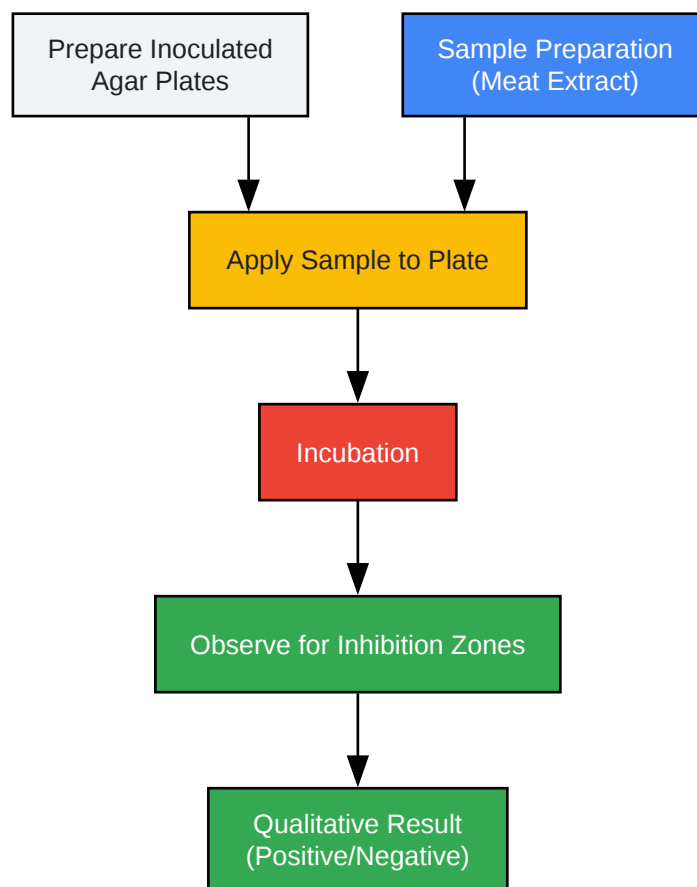 Prepare Inoculated
Agar Plates
Sample Preparation
(Meat Extract)
Apply Sample to Plate
Incubation
Observe for Inhibition Zones
Qualitative Result
(Positive/Negative)